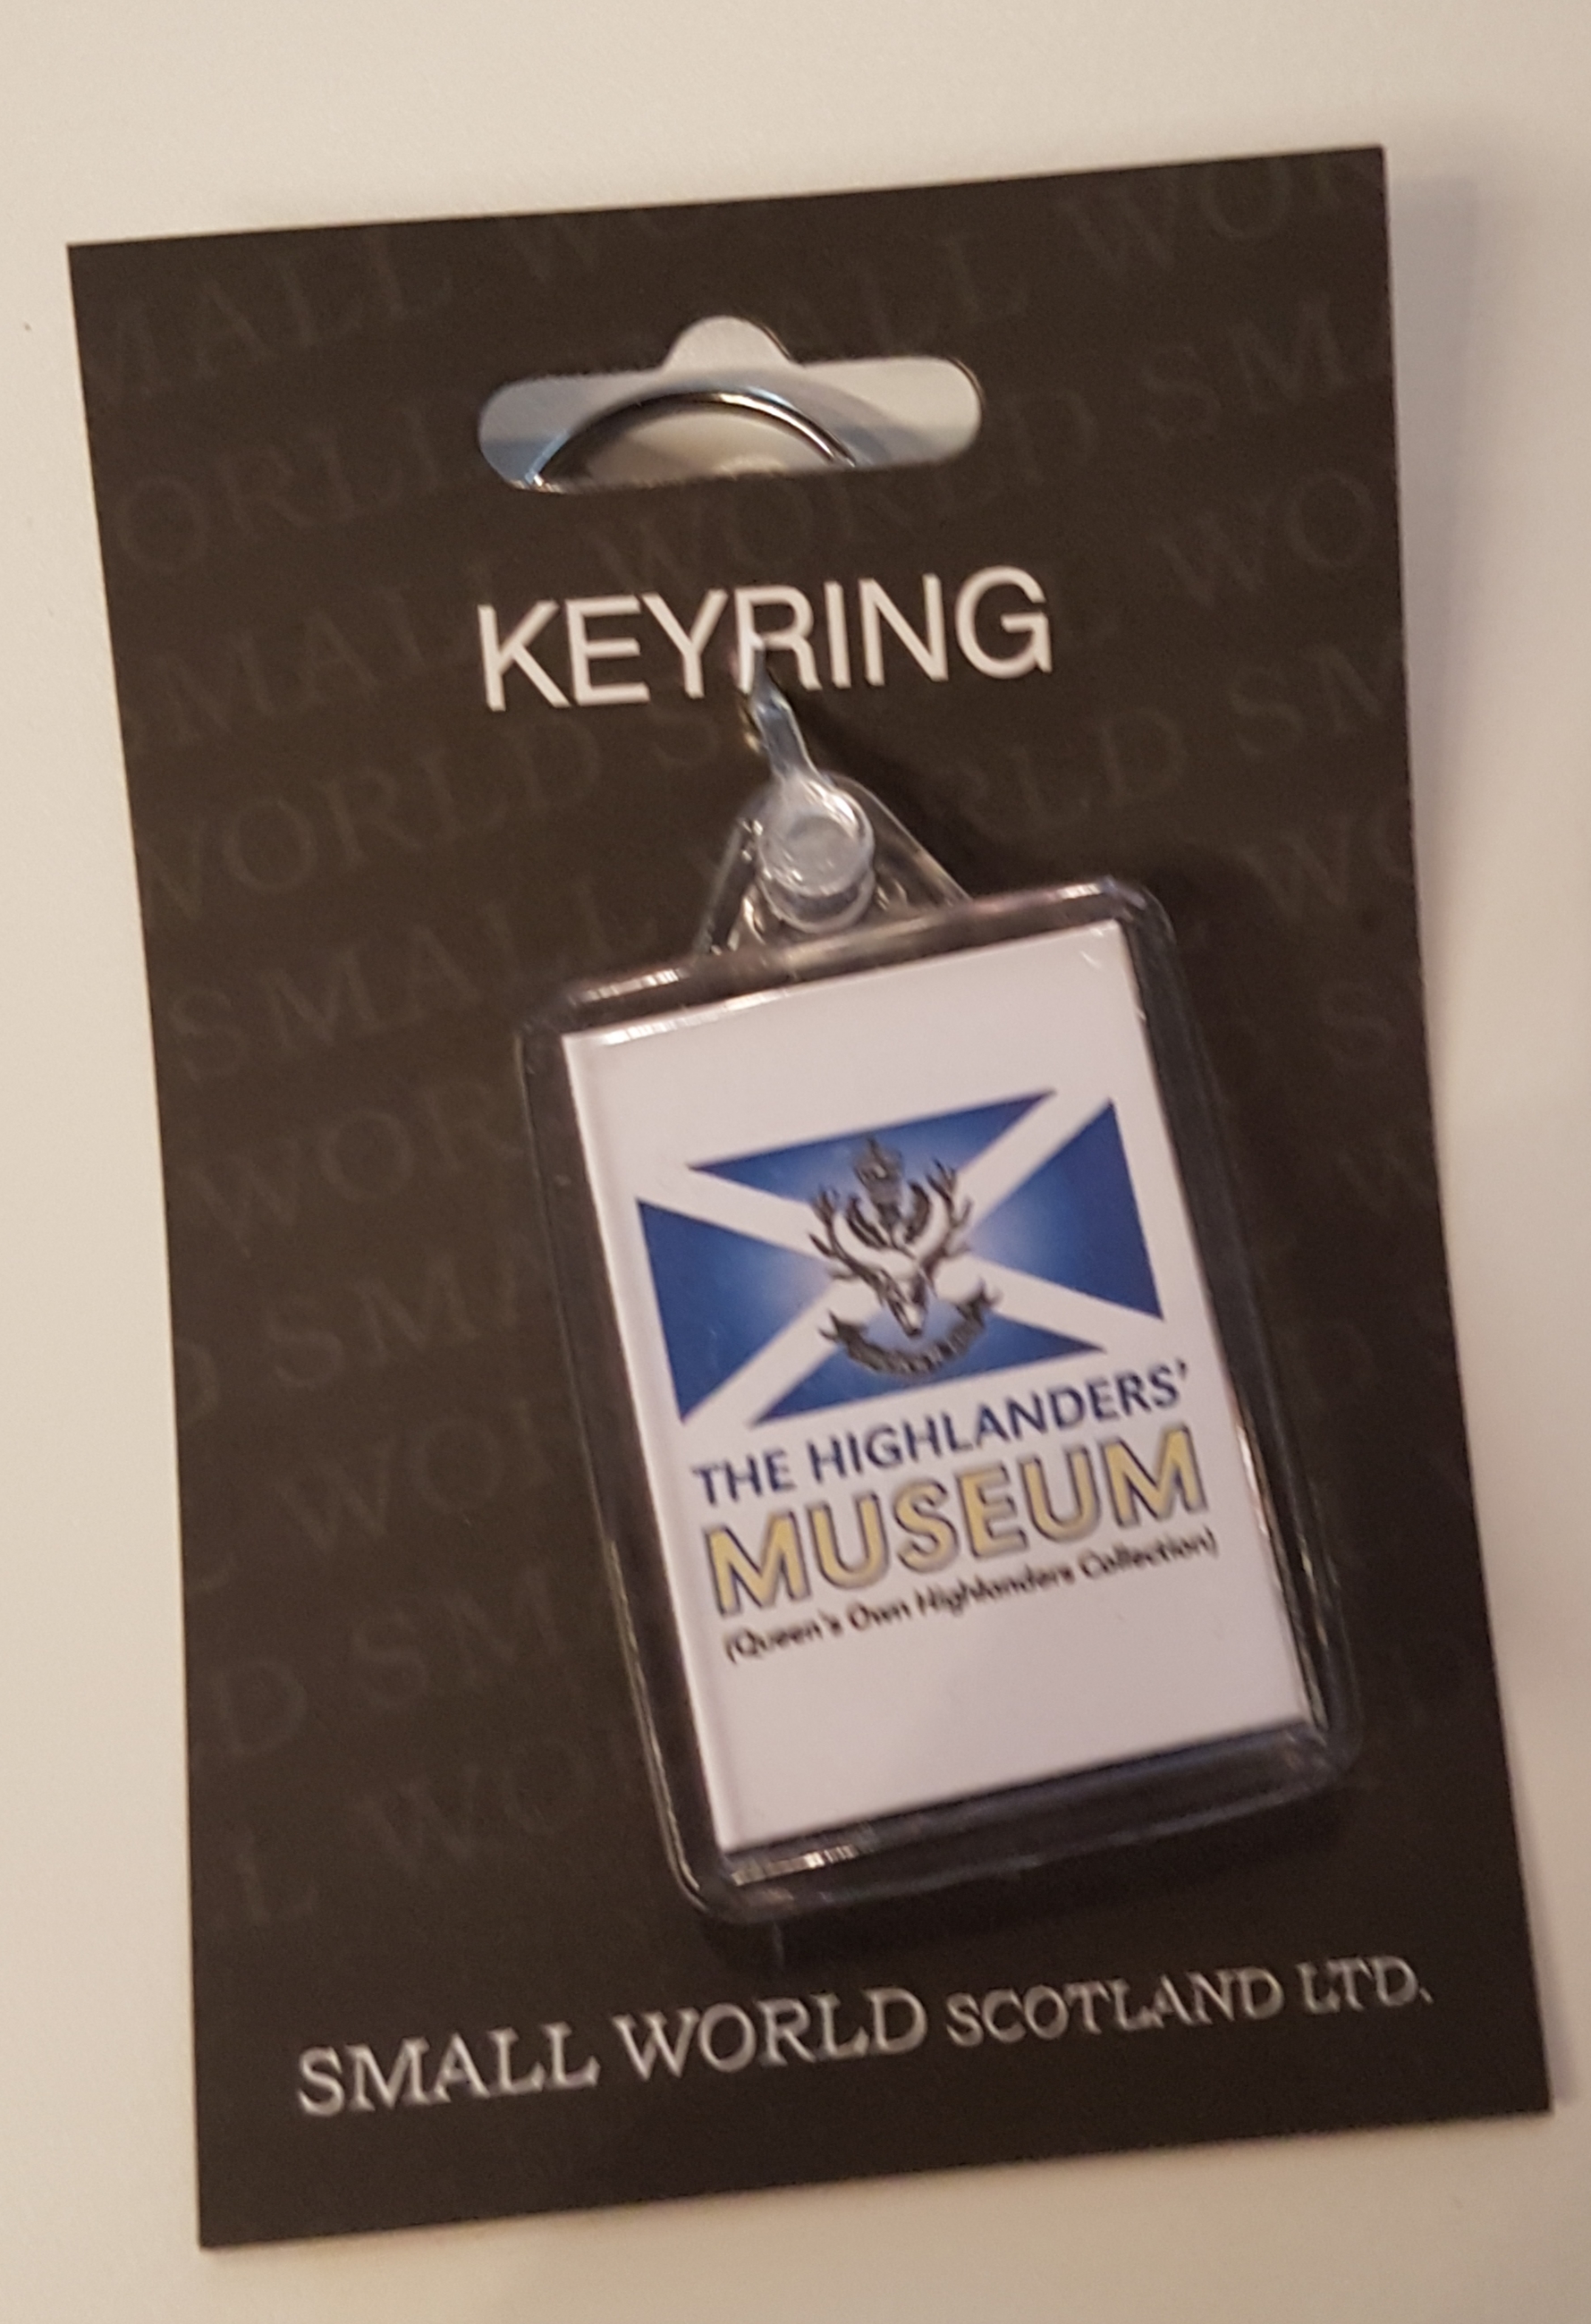 KEYRING
THE HIGHLANDERS'
MUSEUM
(Queen's Own Highlanders Collection)
SMALL WORLD SCOTLAND LTD.